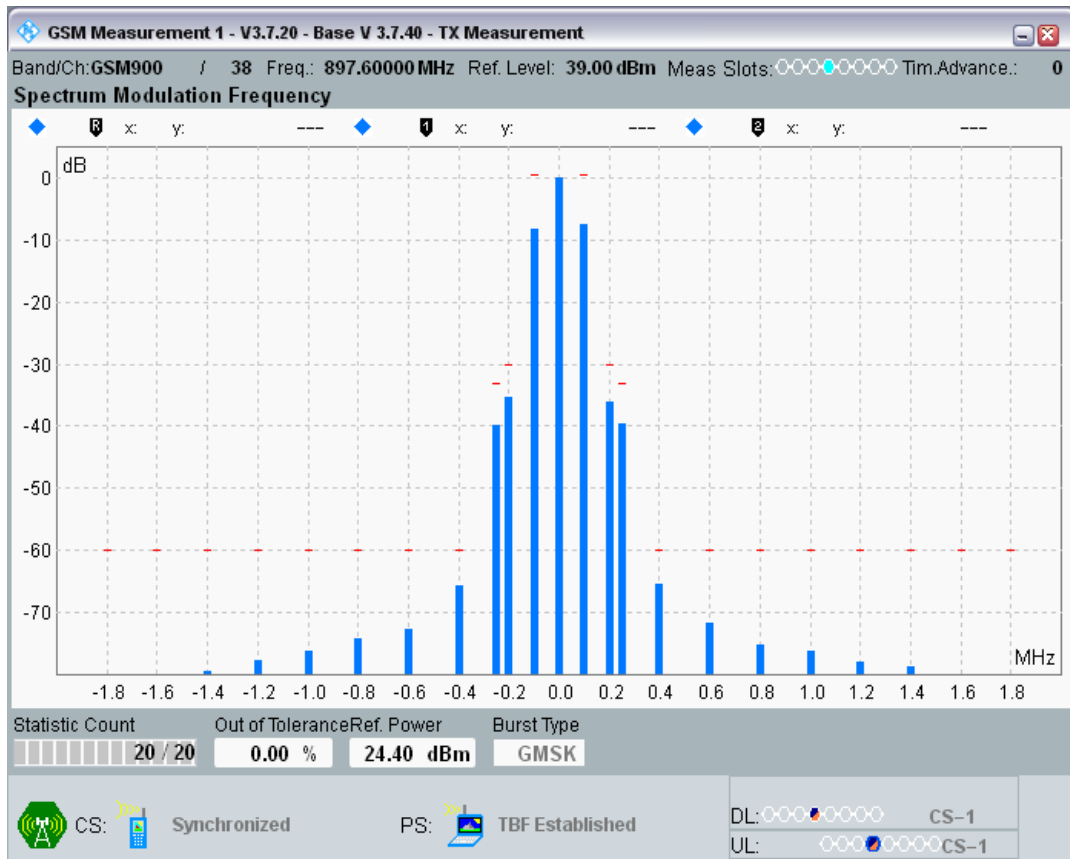 GSM Measurement 1 - V3.7.20 - Base V 3.7.40 - TX Measurement
Band/Ch:GSM900 / 38 Freq.: 897.60000 MHz Ref. Level: 39.00 dBm Meas Slots: Tim.Advance.: 0
Spectrum Modulation Frequency
R x: y: --- 1 x: y: --- 2 x: y: ---
dB
0
-10
-20
-30
-40
-50
-60
-70
MHz
-1.8 -1.6 -1.4 -1.2 -1.0 -0.8 -0.6 -0.4 -0.2 0.0 0.2 0.4 0.6 0.8 1.0 1.2 1.4 1.6 1.8
Statistic Count Out of Tolerance Ref. Power Burst Type
20 / 20 0.00 % 24.40 dBm GMSK
CS: Synchronized PS: TBF Established
DL: CS-1
UL: CS-1